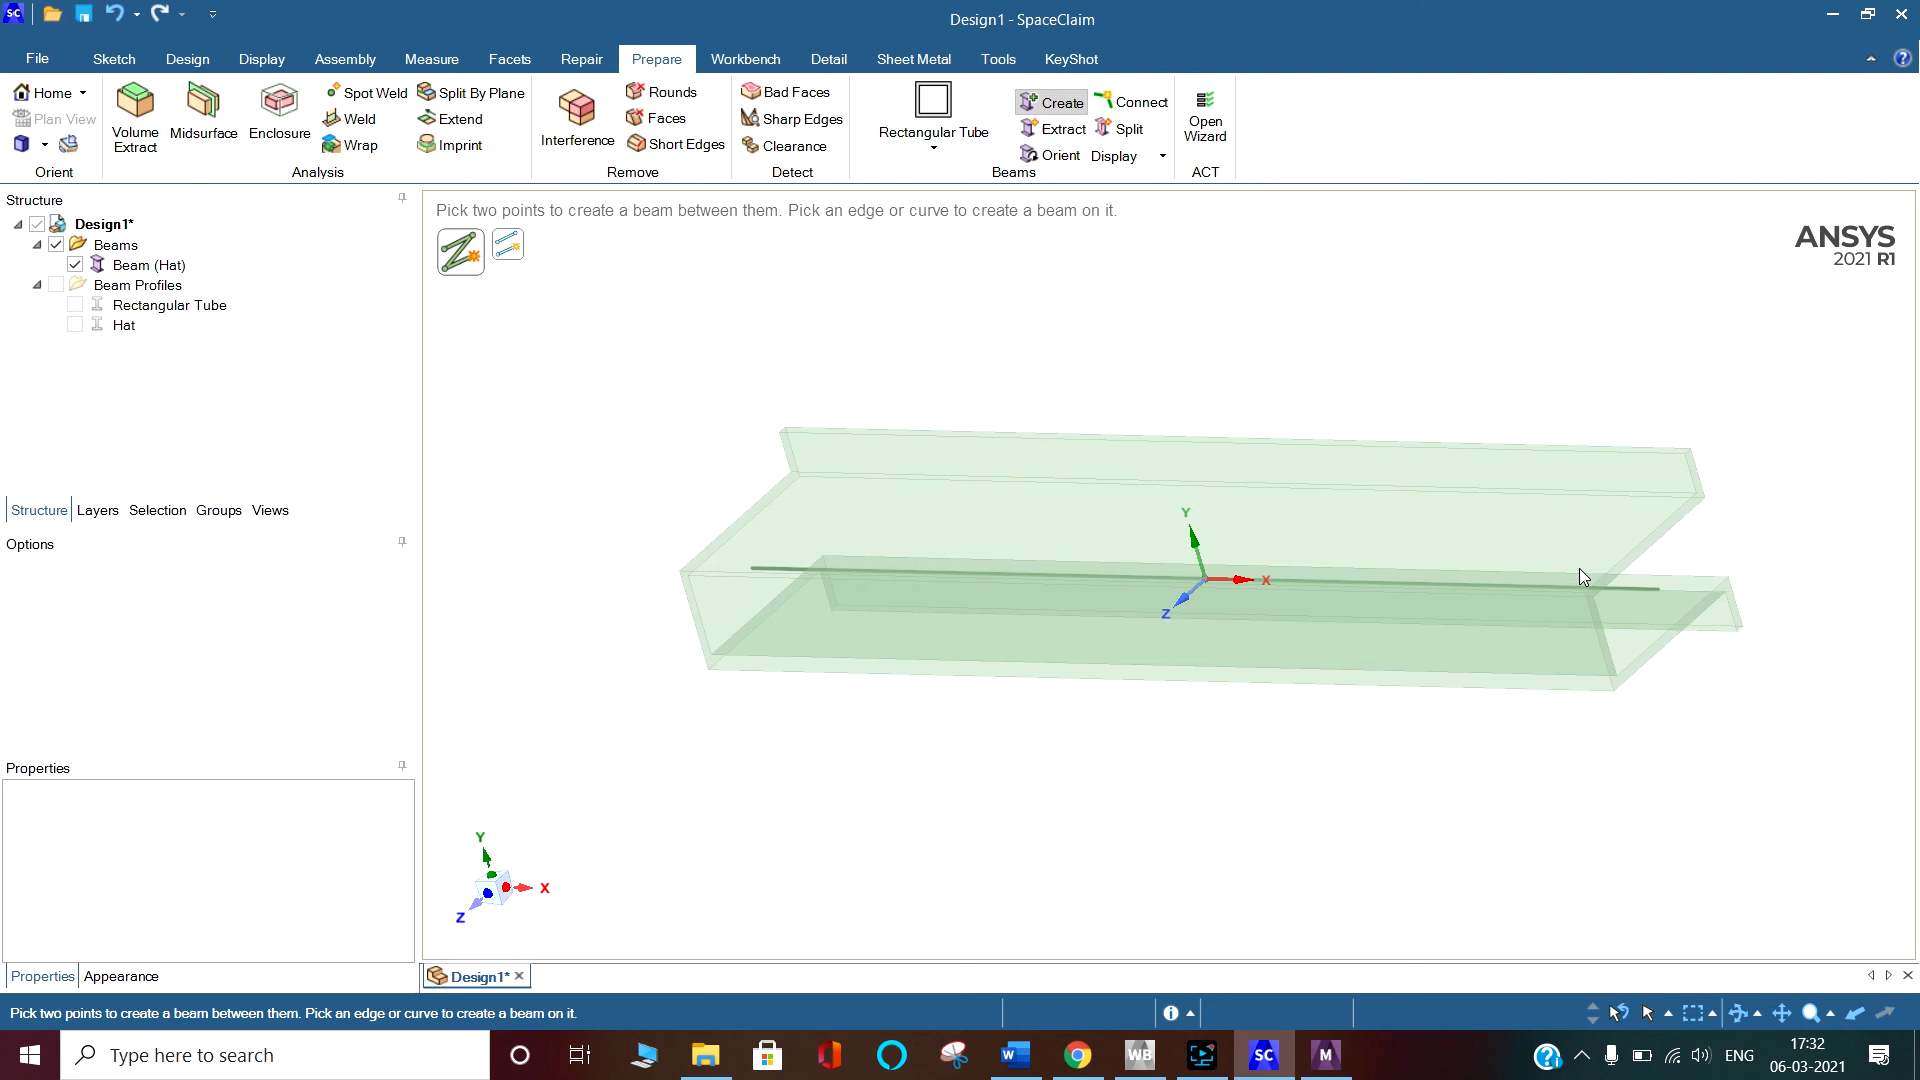 SC
Design1 - SpaceClaim
File Sketch Design Display Assembly Measure Facets Repair Prepare Workbench Detail Sheet Metal Tools KeyShot
Home
Plan View
Orient
Volume Extract
Midsurface
Enclosure
Spot Weld
Weld
Wrap
Split By Plane
Extend
Imprint
Analysis
Interference
Rounds
Faces
Short Edges
Remove
Bad Faces
Sharp Edges
Clearance
Detect
Rectangular Tube
Create
Connect
Extract
Split
Orient
Display
Beams
Open Wizard
ACT
Structure
Design1*
Beams
Beam (Hat)
Beam Profiles
Rectangular Tube
Hat
Structure Layers Selection Groups Views
Options
Properties
Properties Appearance
Pick two points to create a beam between them. Pick an edge or curve to create a beam on it.
ANSYS
2021 R1
Y
X
Z
Y
X
Z
Design1*
Pick two points to create a beam between them. Pick an edge or curve to create a beam on it.
Type here to search
WB
SC
M
ENG
17:32
06-03-2021